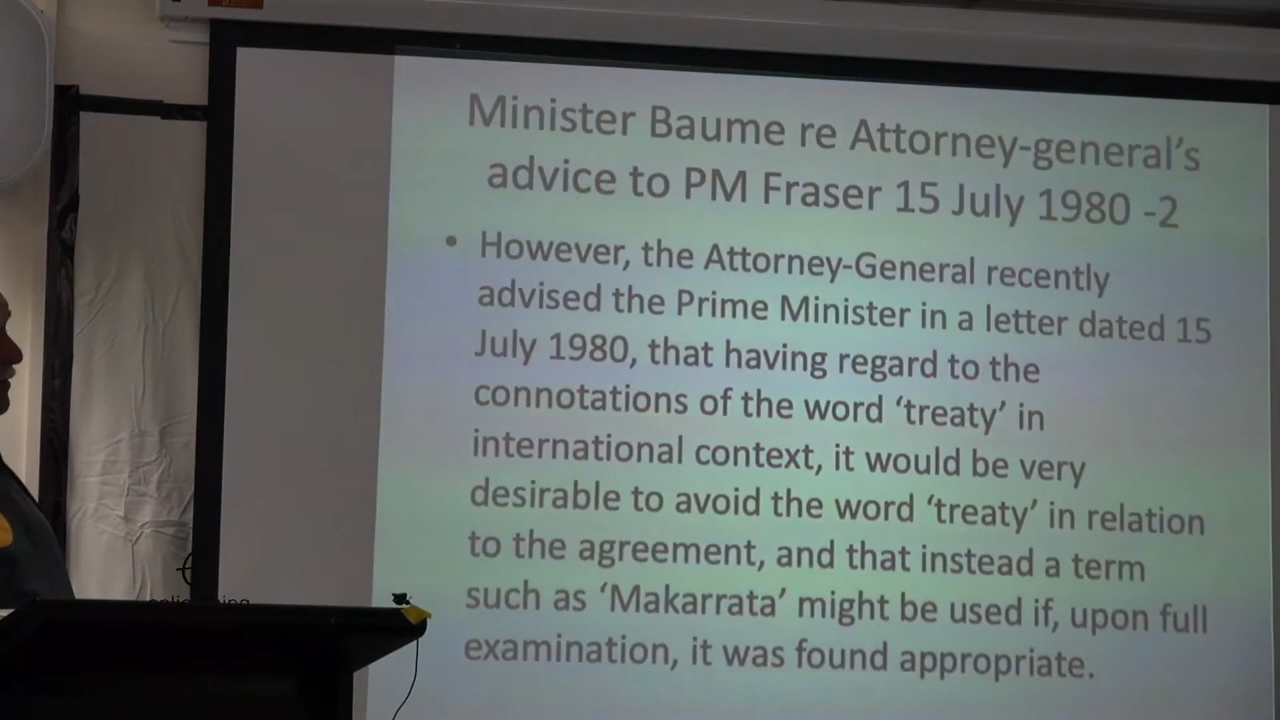 Minister Baume re Attorney-general's
advice to PM Fraser 15 July 1980 -2
• However, the Attorney-General recently
advised the Prime Minister in a letter dated 15
July 1980, that having regard to the
connotations of the word ‘treaty’ in
international context, it would be very
desirable to avoid the word ‘treaty’ in relation
to the agreement, and that instead a term
such as ‘Makarrata’ might be used if, upon full
examination, it was found appropriate.